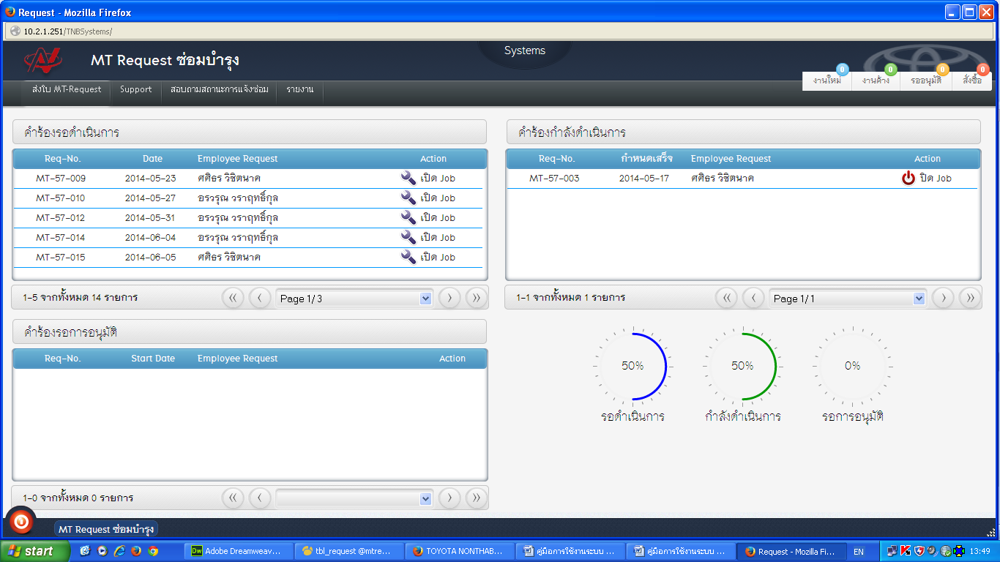 Request - Mozilla Firefox
10.2.1.251/TNBSystems/
MT Request ซ่อมบำรุง
Systems
งานใหม่ 0 งานค้าง 0 รออนุมัติ 0 สั่งซื้อ 0
ส่งใบ MT-Request Support สอบถามสถานะการแจ้งซ่อม รายงาน
คำร้องรอดำเนินการ
Req-No. Date Employee Request Action
MT-57-009 2014-05-23 ศศิธร วิชิตนาค เปิด Job
MT-57-010 2014-05-27 อรวรุณ วราฤทธิ์กุล เปิด Job
MT-57-012 2014-05-31 อรวรุณ วราฤทธิ์กุล เปิด Job
MT-57-014 2014-06-04 อรวรุณ วราฤทธิ์กุล เปิด Job
MT-57-015 2014-06-05 ศศิธร วิชิตนาค เปิด Job
1-5 จากทั้งหมด 14 รายการ Page 1/3
คำร้องกำลังดำเนินการ
Req-No. กำหนดเสร็จ Employee Request Action
MT-57-003 2014-05-17 ศศิธร วิชิตนาค ปิด Job
1-1 จากทั้งหมด 1 รายการ Page 1/1
คำร้องรอการอนุมัติ
Req-No. Start Date Employee Request Action
1-0 จากทั้งหมด 0 รายการ
50% 50% 0%
รอดำเนินการ กำลังดำเนินการ รอการอนุมัติ
MT Request ซ่อมบำรุง
start Adobe Dreamweav... tbl_request @mtre... TOYOTA NONTHAB... คู่มือการใช้งานระบบ ... คู่มือการใช้งานระบบ ... Request - Mozilla Fi... EN 13:49